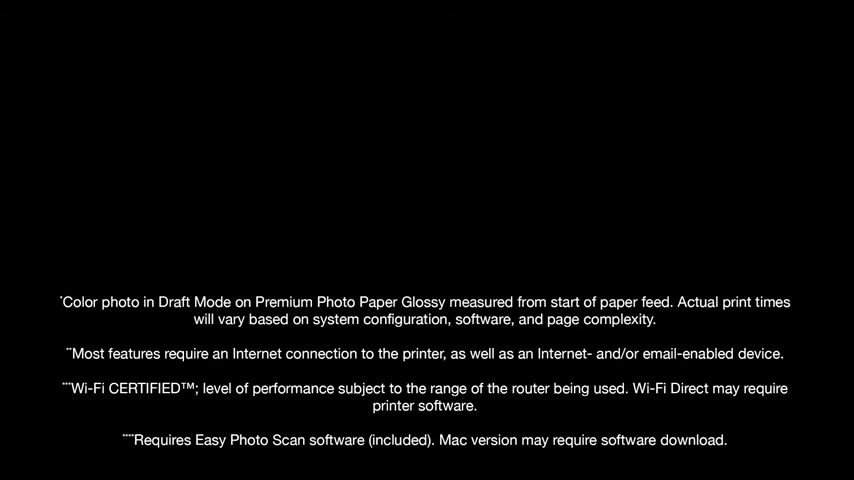 *Color photo in Draft Mode on Premium Photo Paper Glossy measured from start of paper feed. Actual print times
will vary based on system configuration, software, and page complexity.
**Most features require an Internet connection to the printer, as well as an Internet- and/or email-enabled device.
***Wi-Fi CERTIFIED™; level of performance subject to the range of the router being used. Wi-Fi Direct may require
printer software.
****Requires Easy Photo Scan software (included). Mac version may require software download.